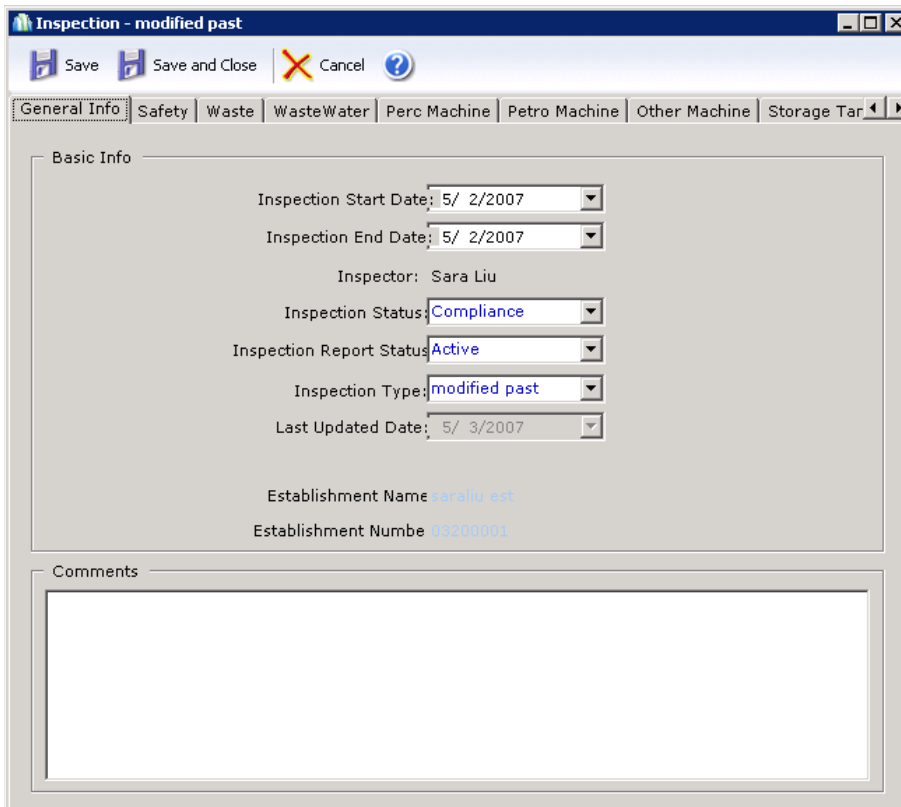 Inspection - modified past
Save Save and Close Cancel ?
General Info Safety Waste WasteWater Perc Machine Petro Machine Other Machine Storage Tar
Basic Info
Inspection Start Date: 5/ 2/2007
Inspection End Date: 5/ 2/2007
Inspector: Sara Liu
Inspection Status: Compliance
Inspection Report Status Active
Inspection Type: modified past
Last Updated Date: 5/ 3/2007
Establishment Name saraliu est
Establishment Numbe 03200001
Comments